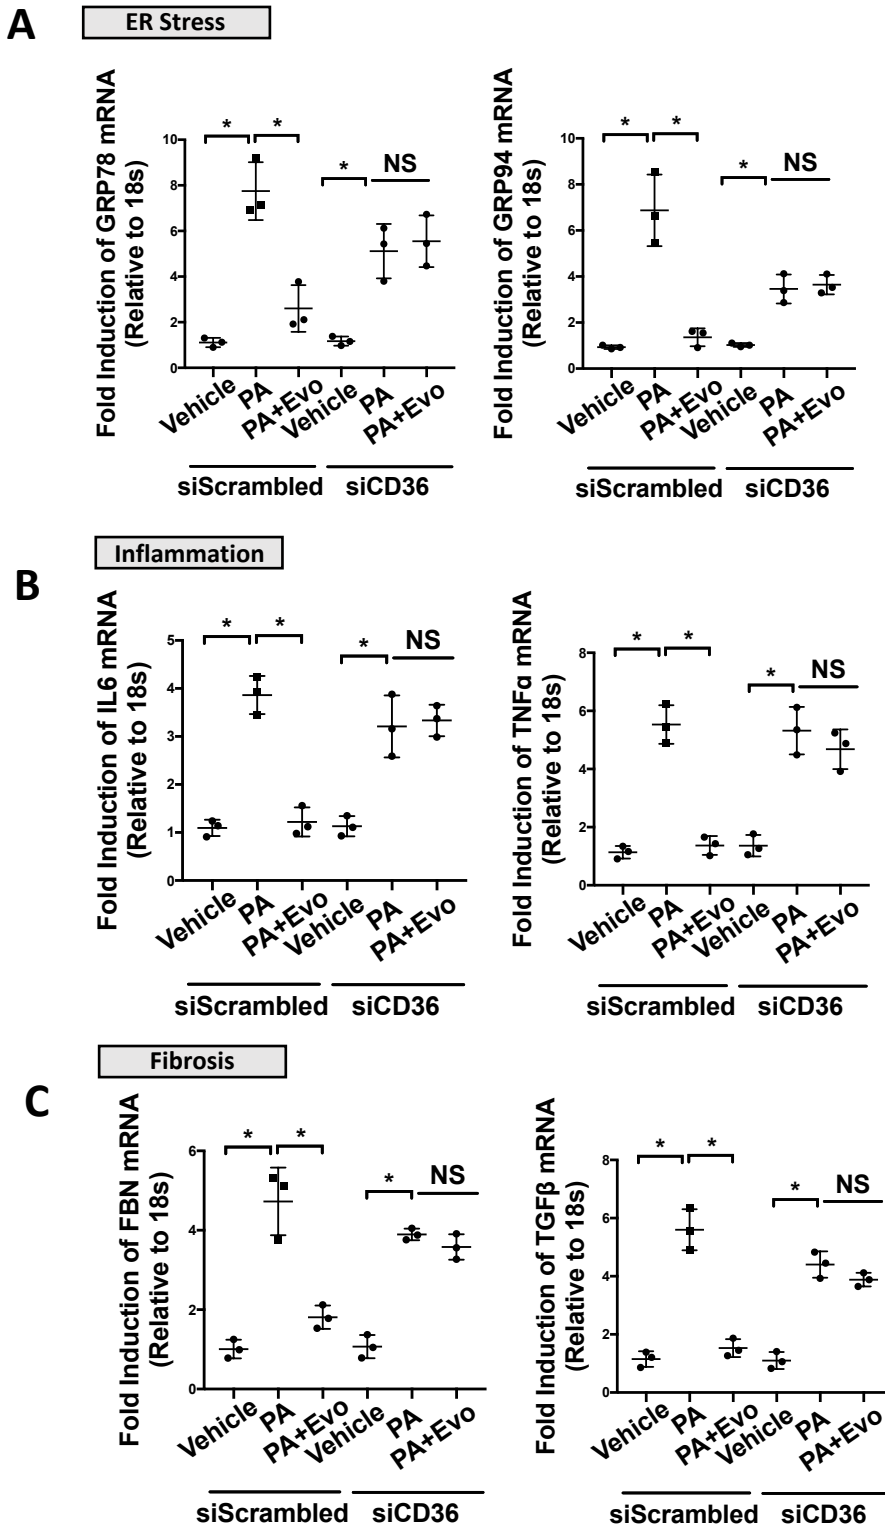 A
ER Stress
Fold Induction of GRP78 mRNA
(Relative to 18s)
10
8
6
4
2
0
* * * NS
Vehicle PA PA+Evo Vehicle PA PA+Evo
siScrambled siCD36
Fold Induction of GRP94 mRNA
(Relative to 18s)
10
8
6
4
2
0
* * * NS
Vehicle PA PA+Evo Vehicle PA PA+Evo
siScrambled siCD36
B
Inflammation
Fold Induction of IL6 mRNA
(Relative to 18s)
5
4
3
2
1
0
* * * NS
Vehicle PA PA+Evo Vehicle PA PA+Evo
siScrambled siCD36
Fold Induction of TNFα mRNA
(Relative to 18s)
8
6
4
2
0
* * * NS
Vehicle PA PA+Evo Vehicle PA PA+Evo
siScrambled siCD36
C
Fibrosis
Fold Induction of FBN mRNA
(Relative to 18s)
6
4
2
0
* * * NS
Vehicle PA PA+Evo Vehicle PA PA+Evo
siScrambled siCD36
Fold Induction of TGFβ mRNA
(Relative to 18s)
8
6
4
2
0
* * * NS
Vehicle PA PA+Evo Vehicle PA PA+Evo
siScrambled siCD36